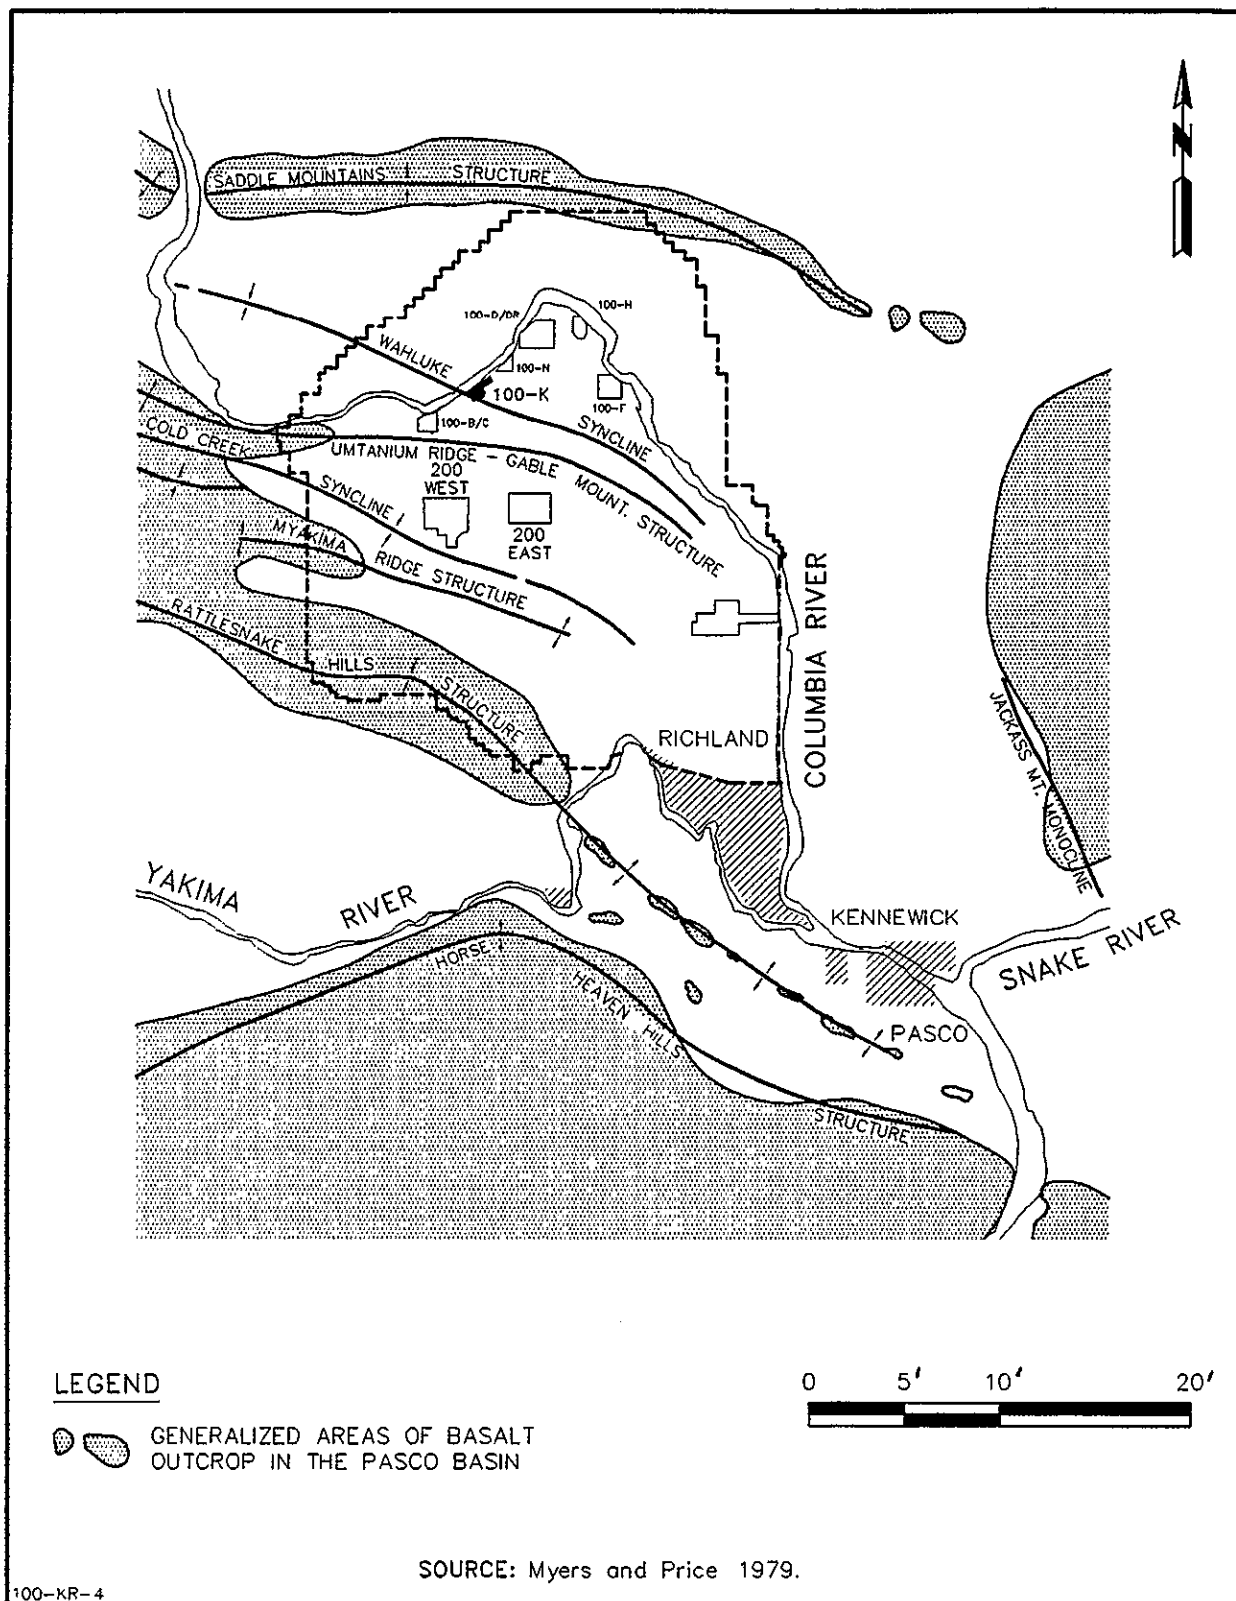 N
SADDLE MOUNTAINS STRUCTURE
100-D/DR
100-H
WAHLUKE
100-N
100-K
100-F
100-B/C
SYNCLINE
COLD CREEK
UMTANIUM RIDGE - GABLE MOUNT. STRUCTURE
SYNCLINE
200
WEST
200
EAST
MYAKIMA
RIDGE STRUCTURE
COLUMBIA RIVER
RATTLESNAKE
HILLS
STRUCTURE
RICHLAND
JACKASS MT. MONOCLINE
YAKIMA
RIVER
KENNEWICK
SNAKE RIVER
HORSE
HEAVEN HILLS
PASCO
STRUCTURE
LEGEND
GENERALIZED AREAS OF BASALT
OUTCROP IN THE PASCO BASIN
0 5' 10' 20'
SOURCE: Myers and Price 1979.
100-KR-4